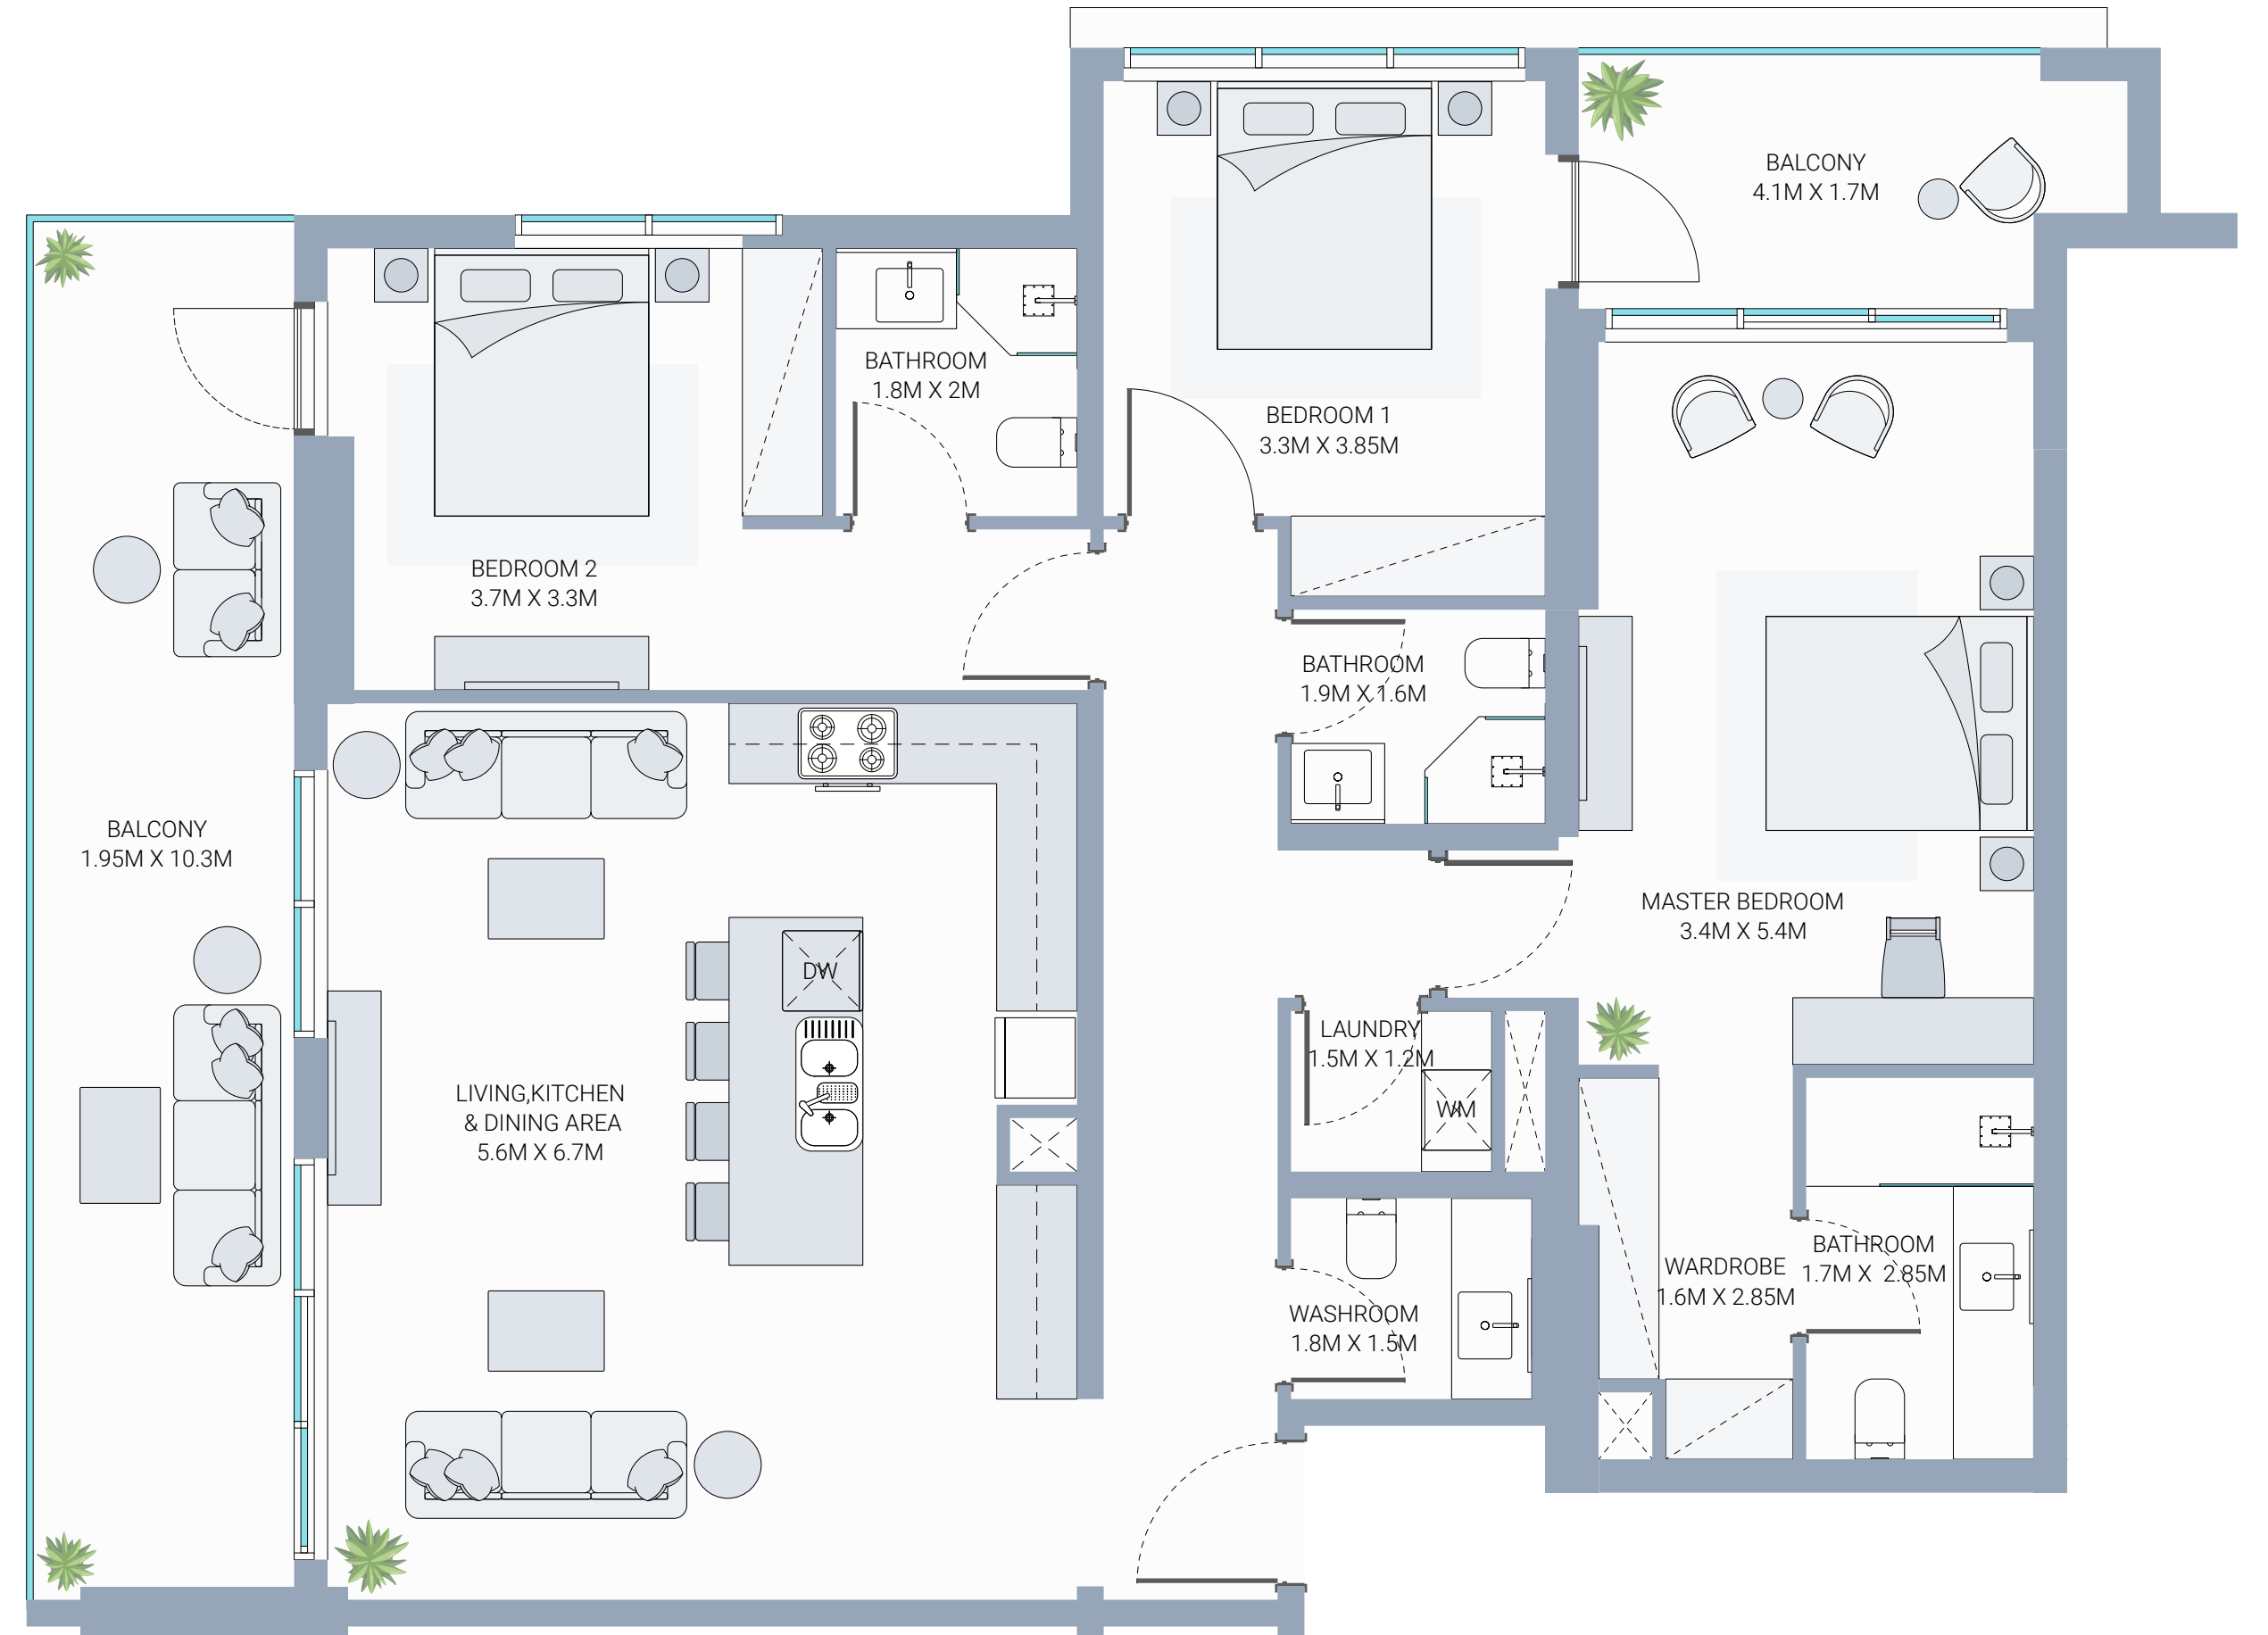 BALCONY
4.1M X 1.7M
BATHROOM
1.8M X 2M
BEDROOM 1
3.3M X 3.85M
BEDROOM 2
3.7M X 3.3M
BATHROOM
1.9M X 1.6M
BALCONY
1.95M X 10.3M
MASTER BEDROOM
3.4M X 5.4M
DW
LAUNDRY
1.5M X 1.2M
WM
LIVING,KITCHEN
& DINING AREA
5.6M X 6.7M
WASHROOM
1.8M X 1.5M
WARDROBE
1.6M X 2.85M
BATHROOM
1.7M X 2.85M